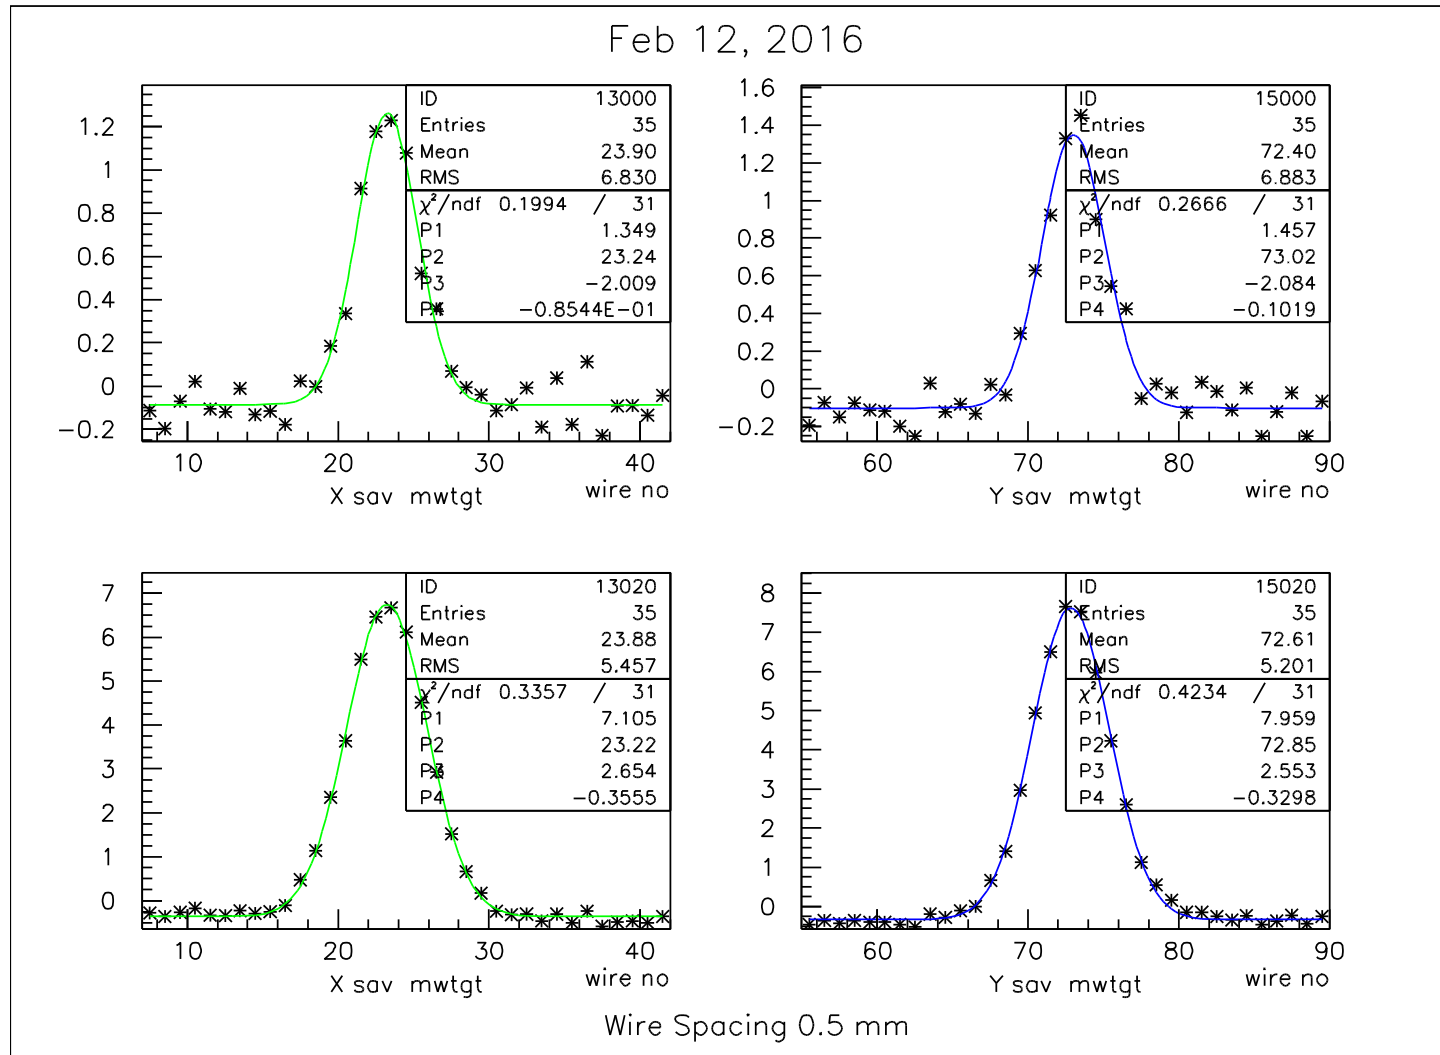 Feb 12, 2016
ID 13000
Entries 35
Mean 23.90
RMS 6.830
χ²/ndf 0.1994 / 31
P1 1.349
P2 23.24
P3 −2.009
P4 −0.8544E−01
1.2
1
0.8
0.6
0.4
0.2
0
−0.2
10 20 30 40
X sav mwtgt wire no
ID 15000
Entries 35
Mean 72.40
RMS 6.883
χ²/ndf 0.2666 / 31
P1 1.457
P2 73.02
P3 −2.084
P4 −0.1019
1.6
1.4
1.2
1
0.8
0.6
0.4
0.2
0
−0.2
60 70 80 90
Y sav mwtgt wire no
ID 13020
Entries 35
Mean 23.88
RMS 5.457
χ²/ndf 0.3357 / 31
P1 7.105
P2 23.22
P3 2.654
P4 −0.3555
7
6
5
4
3
2
1
0
10 20 30 40
X sav mwtgt wire no
ID 15020
Entries 35
Mean 72.61
RMS 5.201
χ²/ndf 0.4234 / 31
P1 7.959
P2 72.85
P3 2.553
P4 −0.3298
8
7
6
5
4
3
2
1
0
60 70 80 90
Y sav mwtgt wire no
Wire Spacing 0.5 mm